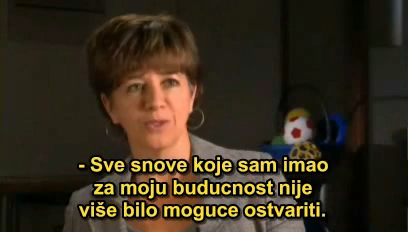 - Sve snove koje sam imao
za moju buducnost nije
više bilo moguce ostvariti.